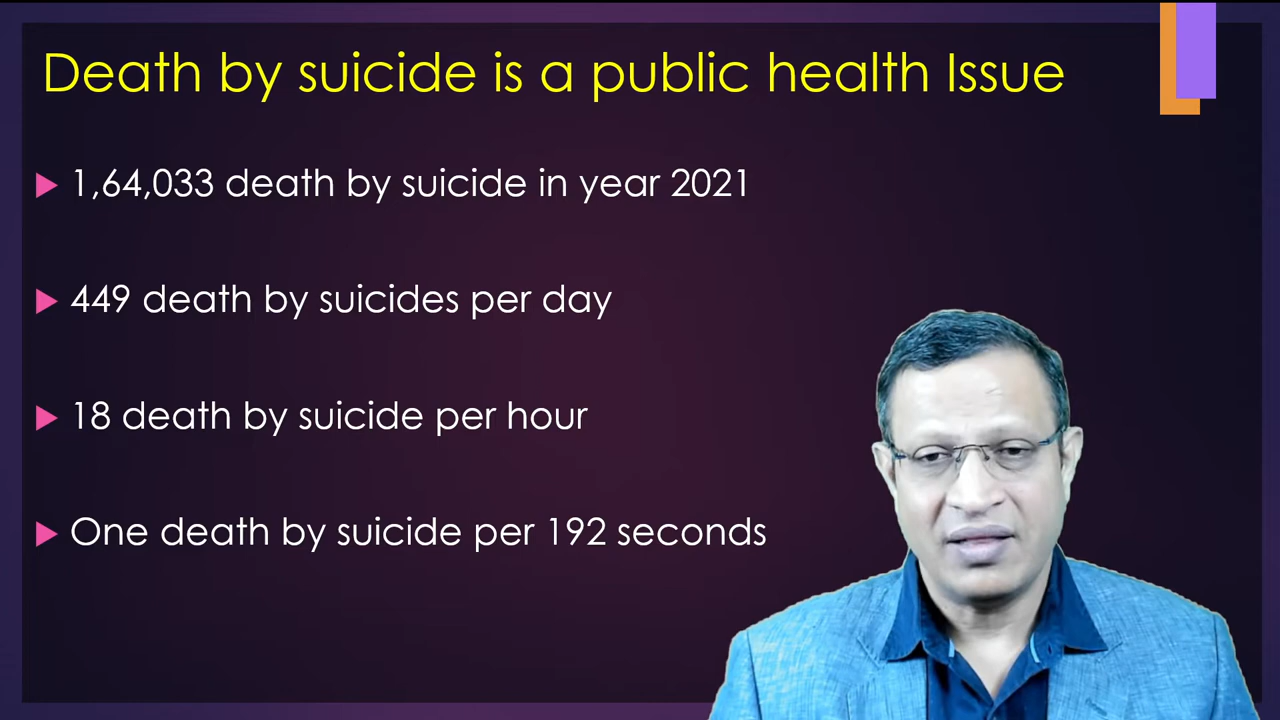 Death by suicide is a public health Issue
1,64,033 death by suicide in year 2021
449 death by suicides per day
18 death by suicide per hour
One death by suicide per 192 seconds